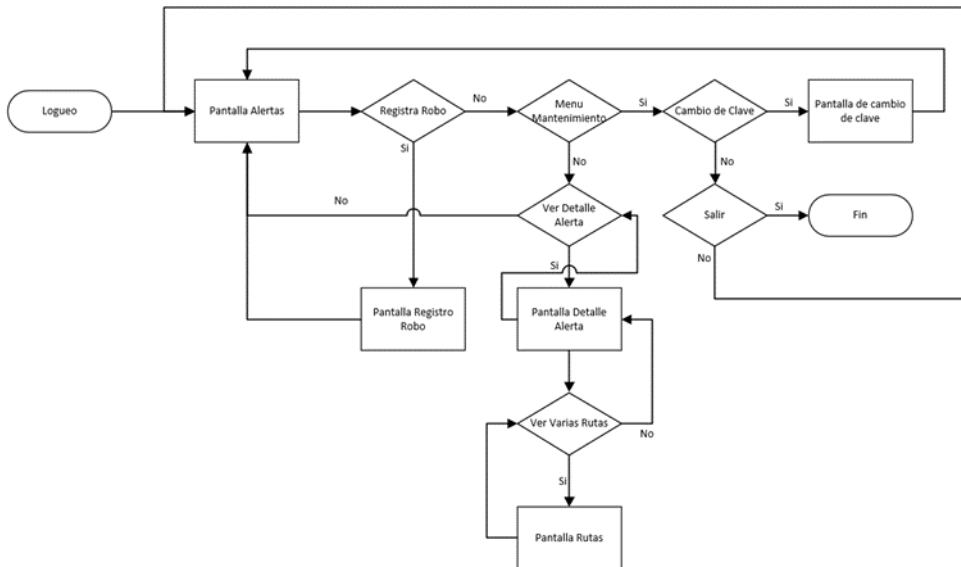 Logueo
Pantalla Alertas
Registra Robo
No
Menu
Mantenimiento
Si
Cambio de Clave
Si
Pantalla de cambio
de clave
Si
No
No
No
Ver Detalle
Alerta
Salir
Si
Fin
No
Si
Pantalla Registro
Robo
Pantalla Detalle
Alerta
Ver Varias Rutas
No
Si
Pantalla Rutas